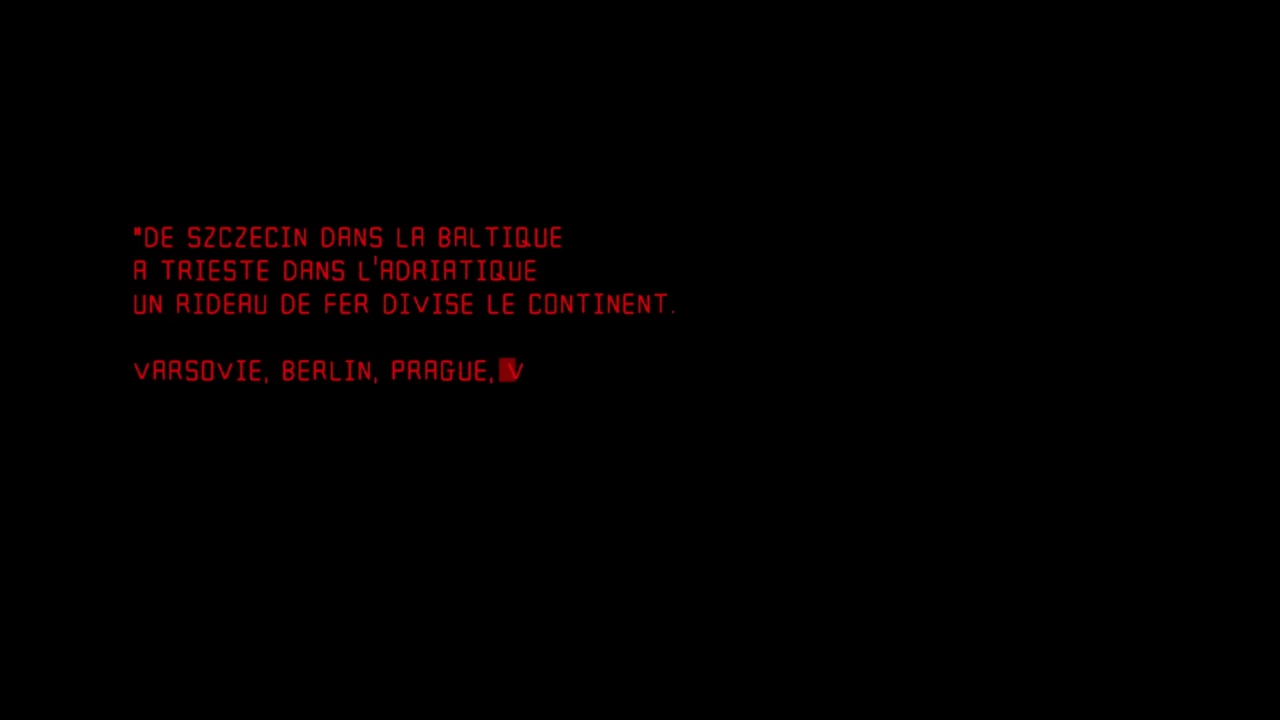 "DE SZCZECIN DANS LA BALTIQUE
A TRIESTE DANS L'ADRIATIQUE
UN RIDEAU DE FER DIVISE LE CONTINENT.
VARSOVIE, BERLIN, PRAGUE, V